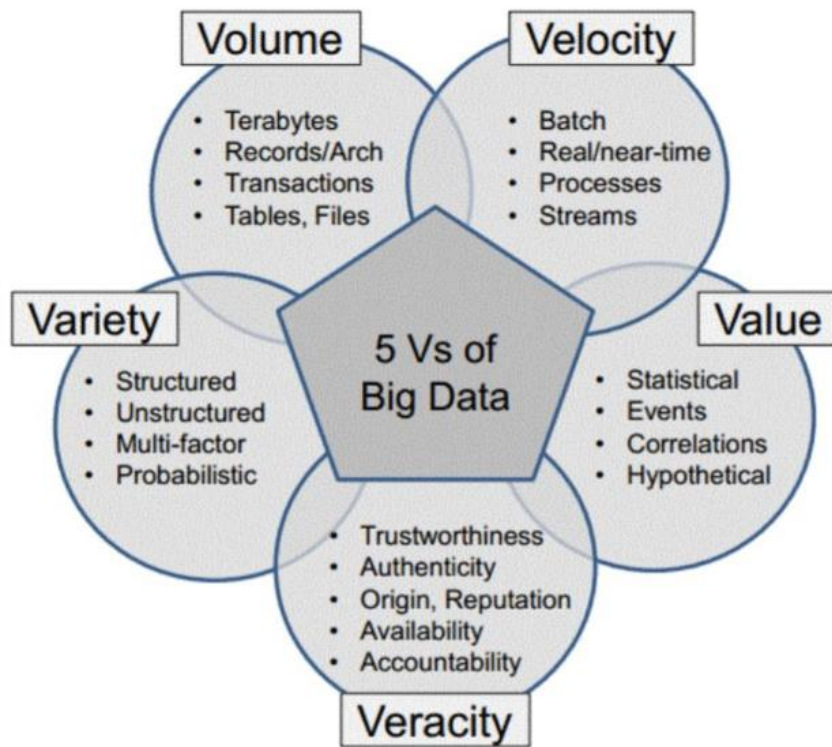 Volume
• Terabytes
• Records/Arch
• Transactions
• Tables, Files
Velocity
• Batch
• Real/near-time
• Processes
• Streams
Variety
• Structured
• Unstructured
• Multi-factor
• Probabilistic
5 Vs of
Big Data
Value
• Statistical
• Events
• Correlations
• Hypothetical
• Trustworthiness
• Authenticity
• Origin, Reputation
• Availability
• Accountability
Veracity